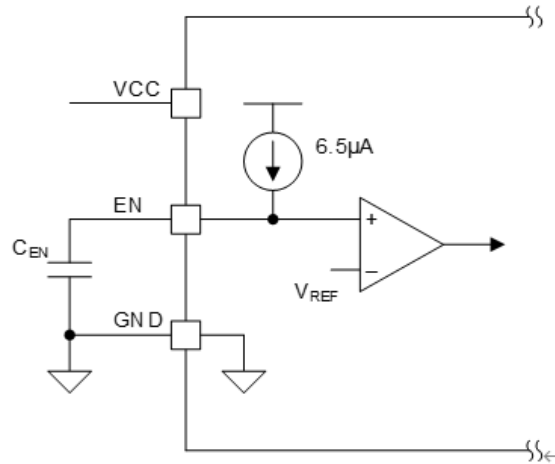 VCC
6.5µA
EN
+
C_EN
−
V_REF
GND